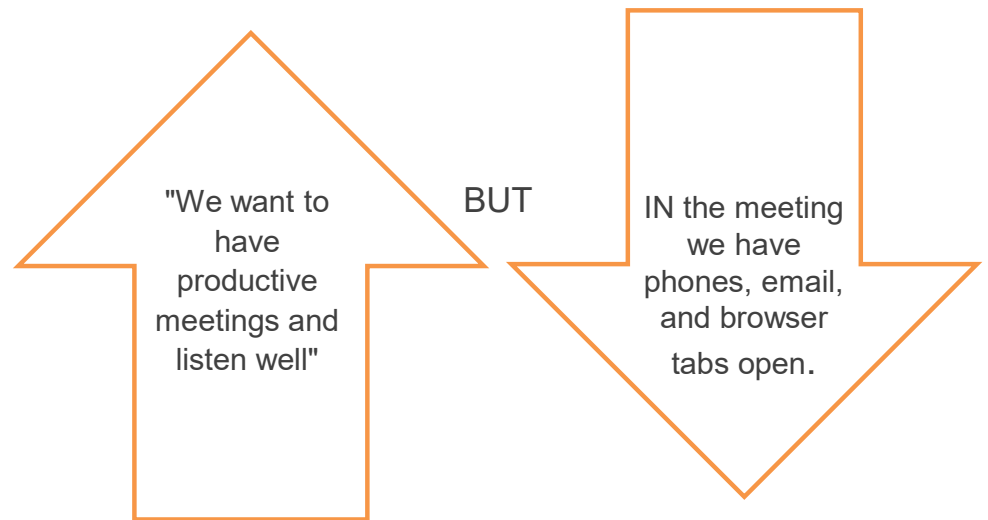 "We want to
have
productive
meetings and
listen well"
BUT
IN the meeting
we have
phones, email,
and browser
tabs open.